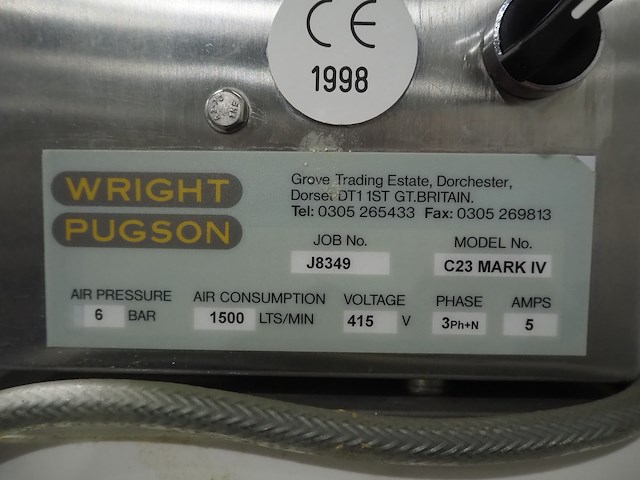 CE
1998
WRIGHT
PUGSON
Grove Trading Estate, Dorchester,
Dorset DT1 1ST GT.BRITAIN.
Tel: 0305 265433 Fax: 0305 269813
JOB No. MODEL No.
J8349 C23 MARK IV
AIR PRESSURE AIR CONSUMPTION VOLTAGE PHASE AMPS
6 BAR 1500 LTS/MIN 415 V 3Ph+N 5